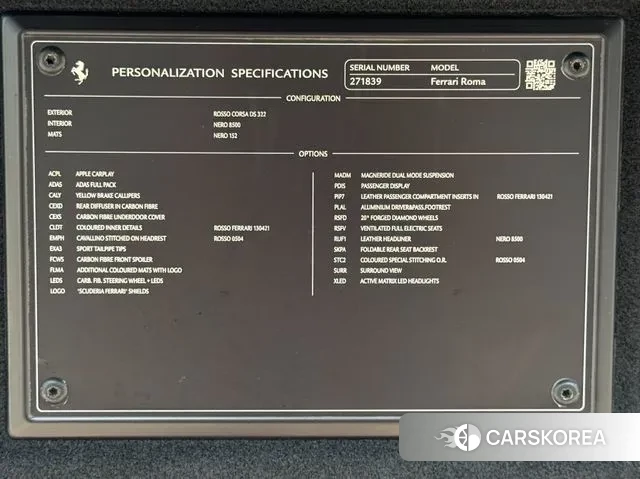 PERSONALIZATION SPECIFICATIONS
SERIAL NUMBER MODEL
271839 Ferrari Roma
CONFIGURATION
EXTERIOR ROSSO CORSA DS 322
INTERIOR NERO 8500
MATS NERO 152
OPTIONS
ACPL APPLE CARPLAY
ADAS ADAS FULL PACK
CALY YELLOW BRAKE CALLIPERS
CEXD REAR DIFFUSER IN CARBON FIBRE
CEXS CARBON FIBRE UNDERDOOR COVER
CLDT COLOURED INNER DETAILS ROSSO FERRARI 130421
EMPH CAVALLINO STITCHED ON HEADREST ROSSO 0504
EXA3 SPORT TAILPIPE TIPS
FCWS CARBON FIBRE FRONT SPOILER
FLMA ADDITIONAL COLOURED MATS WITH LOGO
LEDS CARB. FIB. STEERING WHEEL + LEDS
LOGO "SCUDERIA FERRARI" SHIELDS
MADM MAGNERIDE DUAL MODE SUSPENSION
PDIS PASSENGER DISPLAY
PIP7 LEATHER PASSENGER COMPARTMENT INSERTS IN ROSSO FERRARI 130421
PLAL ALUMINIUM DRIVER&PASS.FOOTREST
RSFD 20" FORGED DIAMOND WHEELS
RSFV VENTILATED FULL ELECTRIC SEATS
RUF1 LEATHER HEADLINER NERO 8500
SKPA FOLDABLE REAR SEAT BACKREST
STC2 COLOURED SPECIAL STITCHING O.R. ROSSO 0504
SURR SURROUND VIEW
XLED ACTIVE MATRIX LED HEADLIGHTS
CARSKOREA